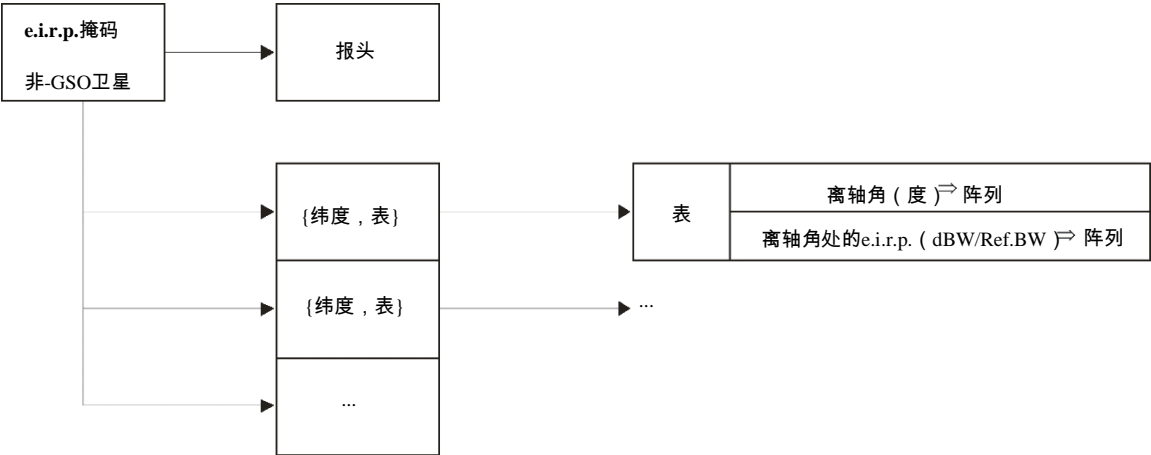 e.i.r.p.掩码
非-GSO卫星
报头
{纬度，表}
表
离轴角（度）⇒ 阵列
离轴角处的e.i.r.p.（dBW/Ref.BW）⇒ 阵列
{纬度，表}
...
...